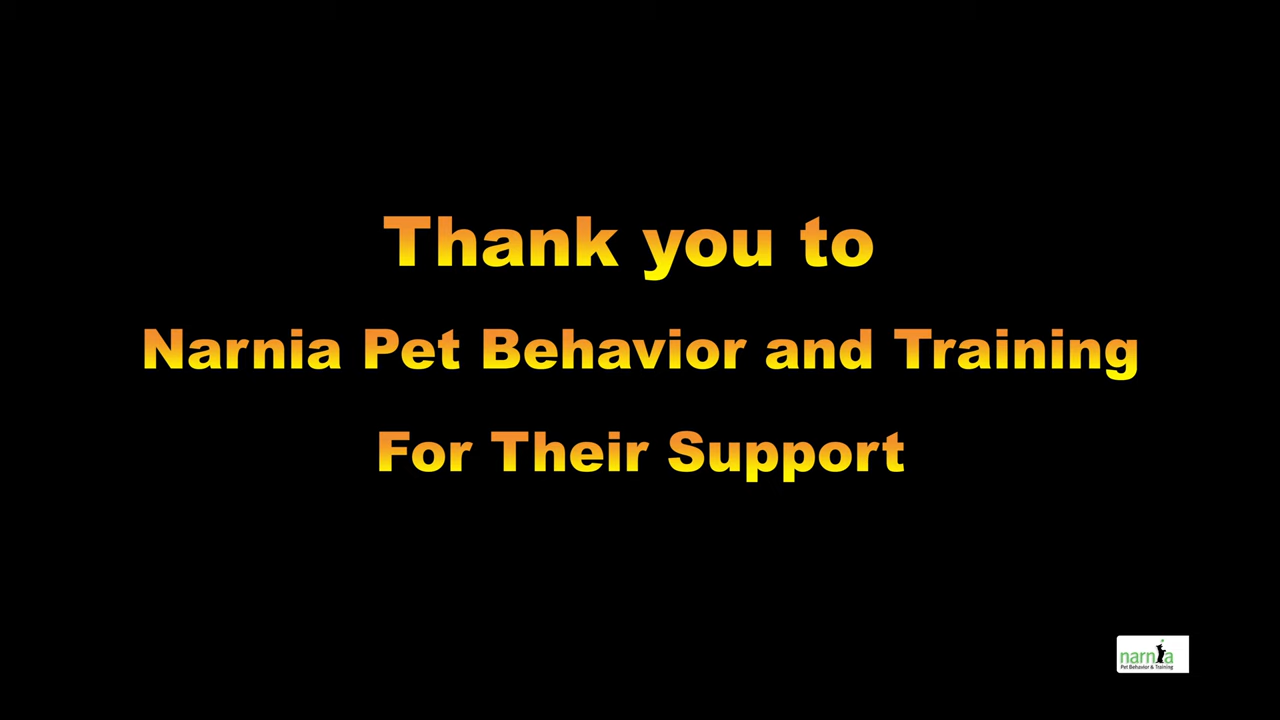 Thank you to
Narnia Pet Behavior and Training
For Their Support
narnia
Pet Behavior & Training